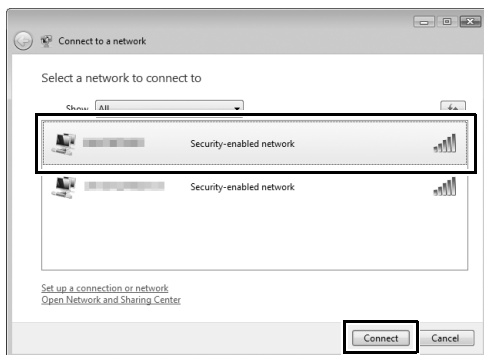 Connect to a network
Select a network to connect to
Show All
Security-enabled network
Security-enabled network
Set up a connection or network
Open Network and Sharing Center
Connect Cancel